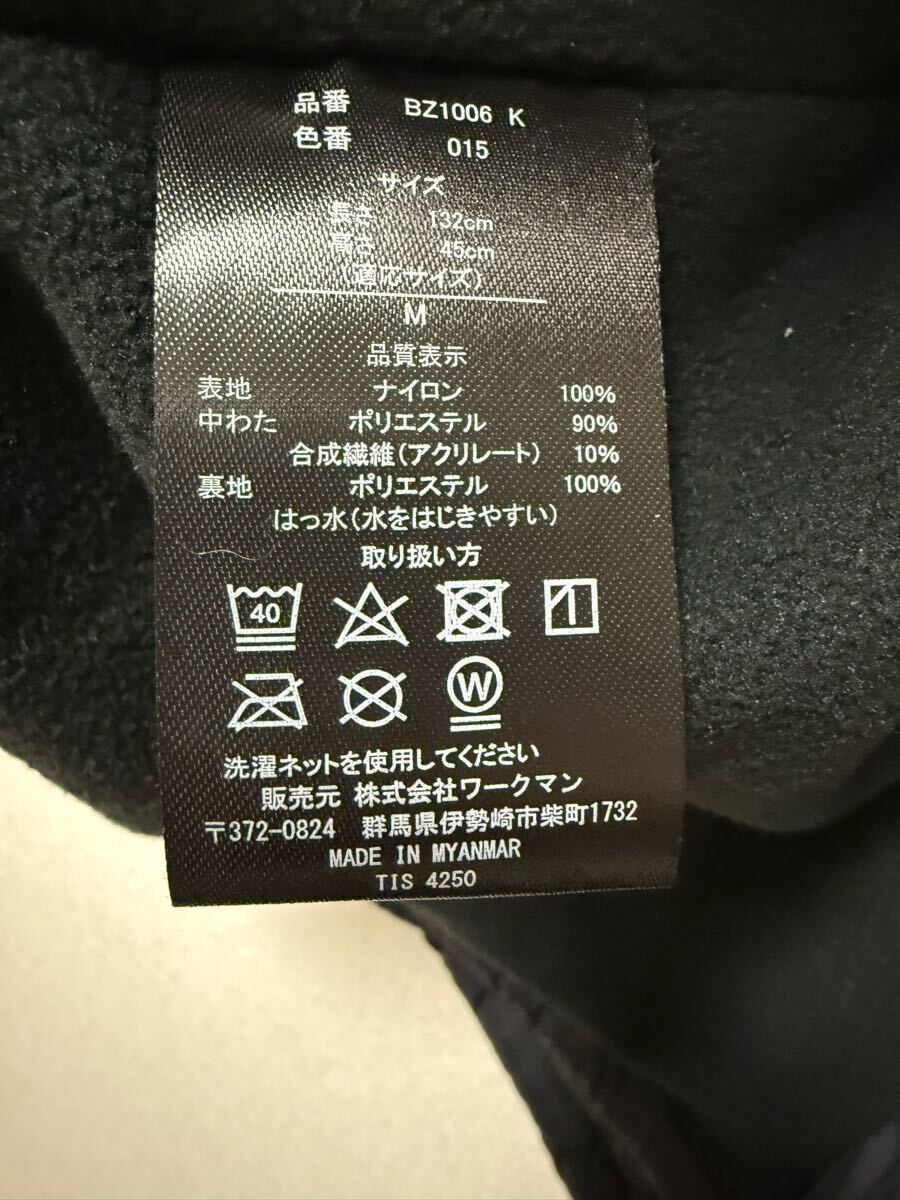 品番 BZ1006 K
色番 015
サイズ
長さ 132cm
高さ 45cm
(適応サイズ)
M
品質表示
表地 ナイロン 100%
中わた ポリエステル 90%
合成繊維(アクリレート) 10%
裏地 ポリエステル 100%
はっ水(水をはじきやすい)
取り扱い方
40
W
洗濯ネットを使用してください
販売元 株式会社ワークマン
〒372-0824 群馬県伊勢崎市柴町1732
MADE IN MYANMAR
TIS 4250